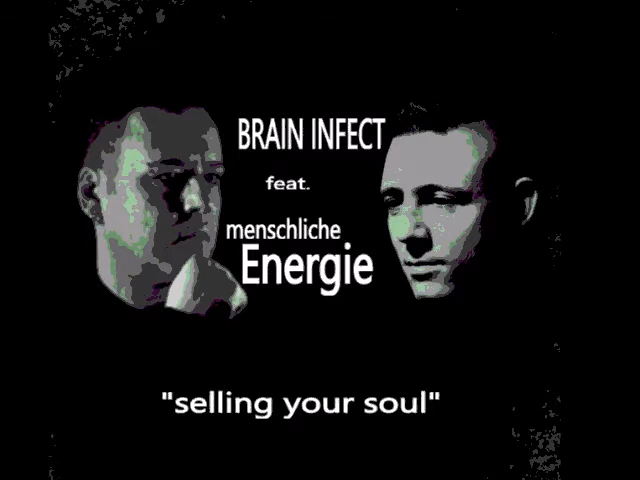 BRAIN INFECT
feat.
menschliche
Energie
"selling your soul"